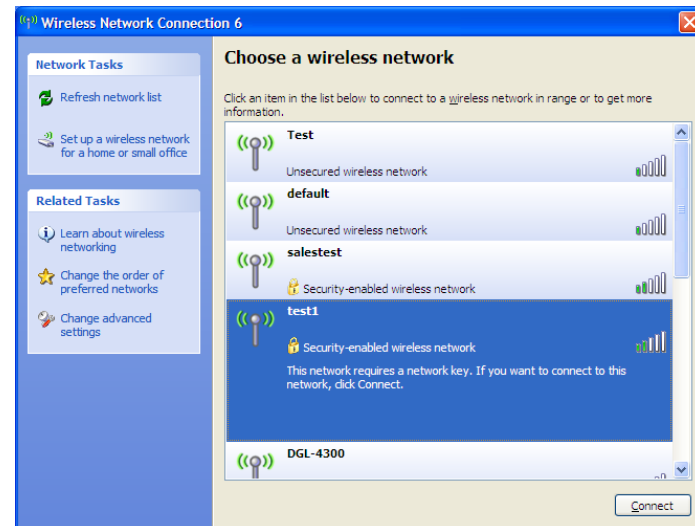 Wireless Network Connection 6
Network Tasks
Refresh network list
Set up a wireless network
for a home or small office
Related Tasks
Learn about wireless
networking
Change the order of
preferred networks
Change advanced
settings
Choose a wireless network
Click an item in the list below to connect to a wireless network in range or to get more
information.
Test
Unsecured wireless network
default
Unsecured wireless network
salestest
Security-enabled wireless network
test1
Security-enabled wireless network
This network requires a network key. If you want to connect to this
network, click Connect.
DGL-4300
Connect